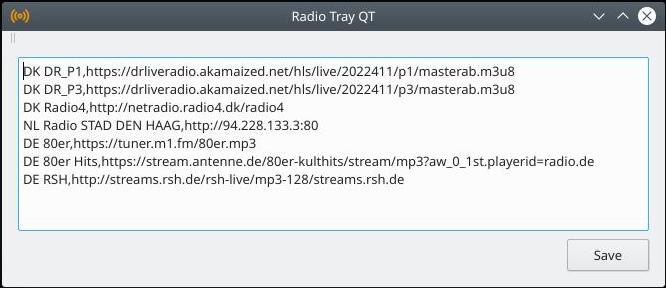 Radio Tray QT
DK DR_P1,https://drliveradio.akamaized.net/hls/live/2022411/p1/masterab.m3u8
DK DR_P3,https://drliveradio.akamaized.net/hls/live/2022411/p3/masterab.m3u8
DK Radio4,http://netradio.radio4.dk/radio4
NL Radio STAD DEN HAAG,http://94.228.133.3:80
DE 80er,https://tuner.m1.fm/80er.mp3
DE 80er Hits,https://stream.antenne.de/80er-kulthits/stream/mp3?aw_0_1st.playerid=radio.de
DE RSH,http://streams.rsh.de/rsh-live/mp3-128/streams.rsh.de
Save